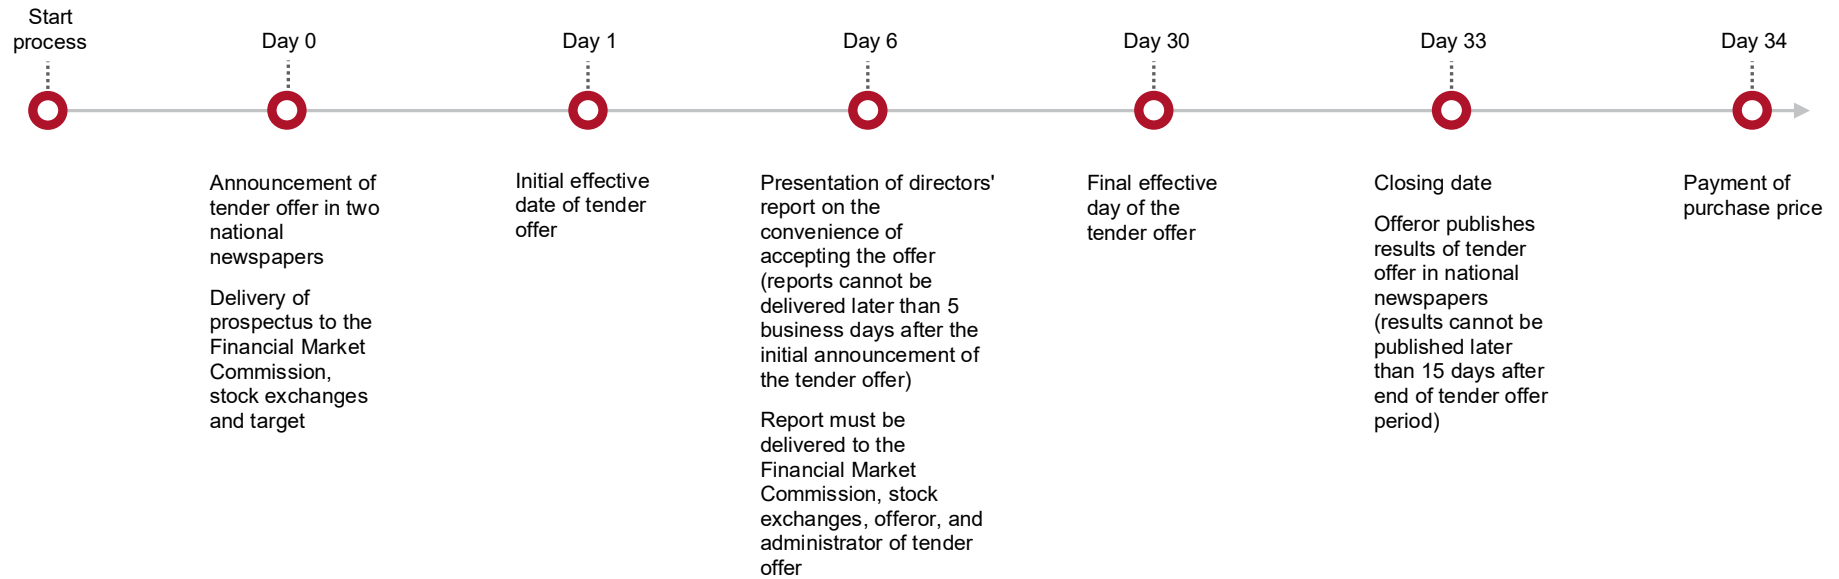 Start
process
Day 0
Day 1
Day 6
Day 30
Day 33
Day 34
Announcement of
tender offer in two
national
newspapers
Delivery of
prospectus to the
Financial Market
Commission,
stock exchanges
and target
Initial effective
date of tender
offer
Presentation of directors'
report on the
convenience of
accepting the offer
(reports cannot be
delivered later than 5
business days after the
initial announcement of
the tender offer)
Report must be
delivered to the
Financial Market
Commission, stock
exchanges, offeror, and
administrator of tender
offer
Final effective
day of the
tender offer
Closing date
Offeror publishes
results of tender
offer in national
newspapers
(results cannot be
published later
than 15 days after
end of tender offer
period)
Payment of
purchase price